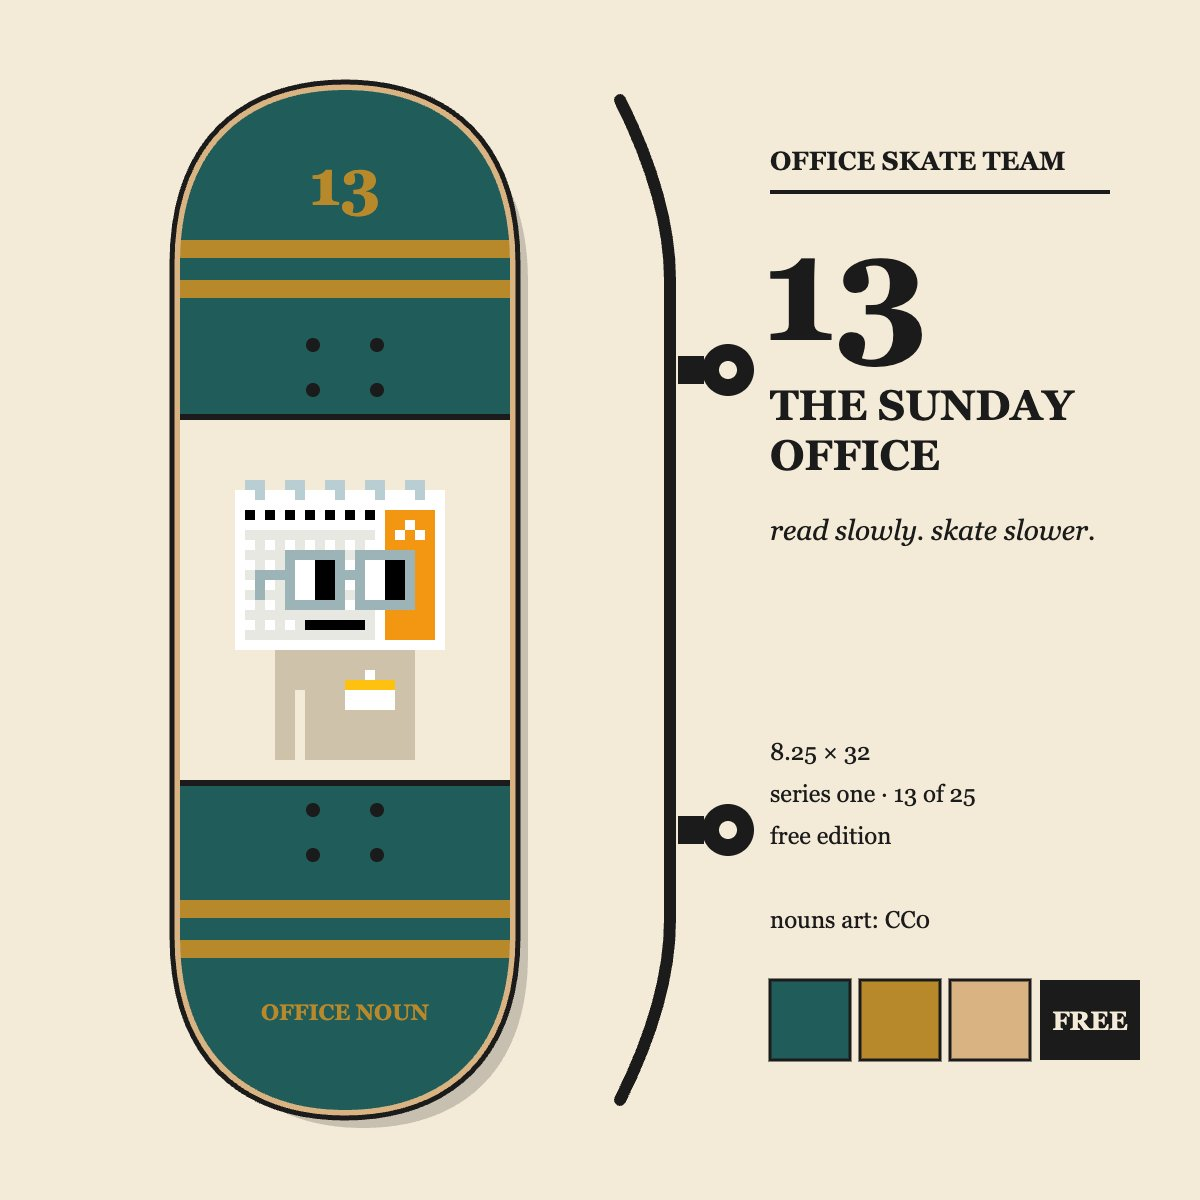 13
OFFICE NOUN
OFFICE SKATE TEAM
13
THE SUNDAY
OFFICE
read slowly. skate slower.
8.25 × 32
series one · 13 of 25
free edition
nouns art: CC0
FREE